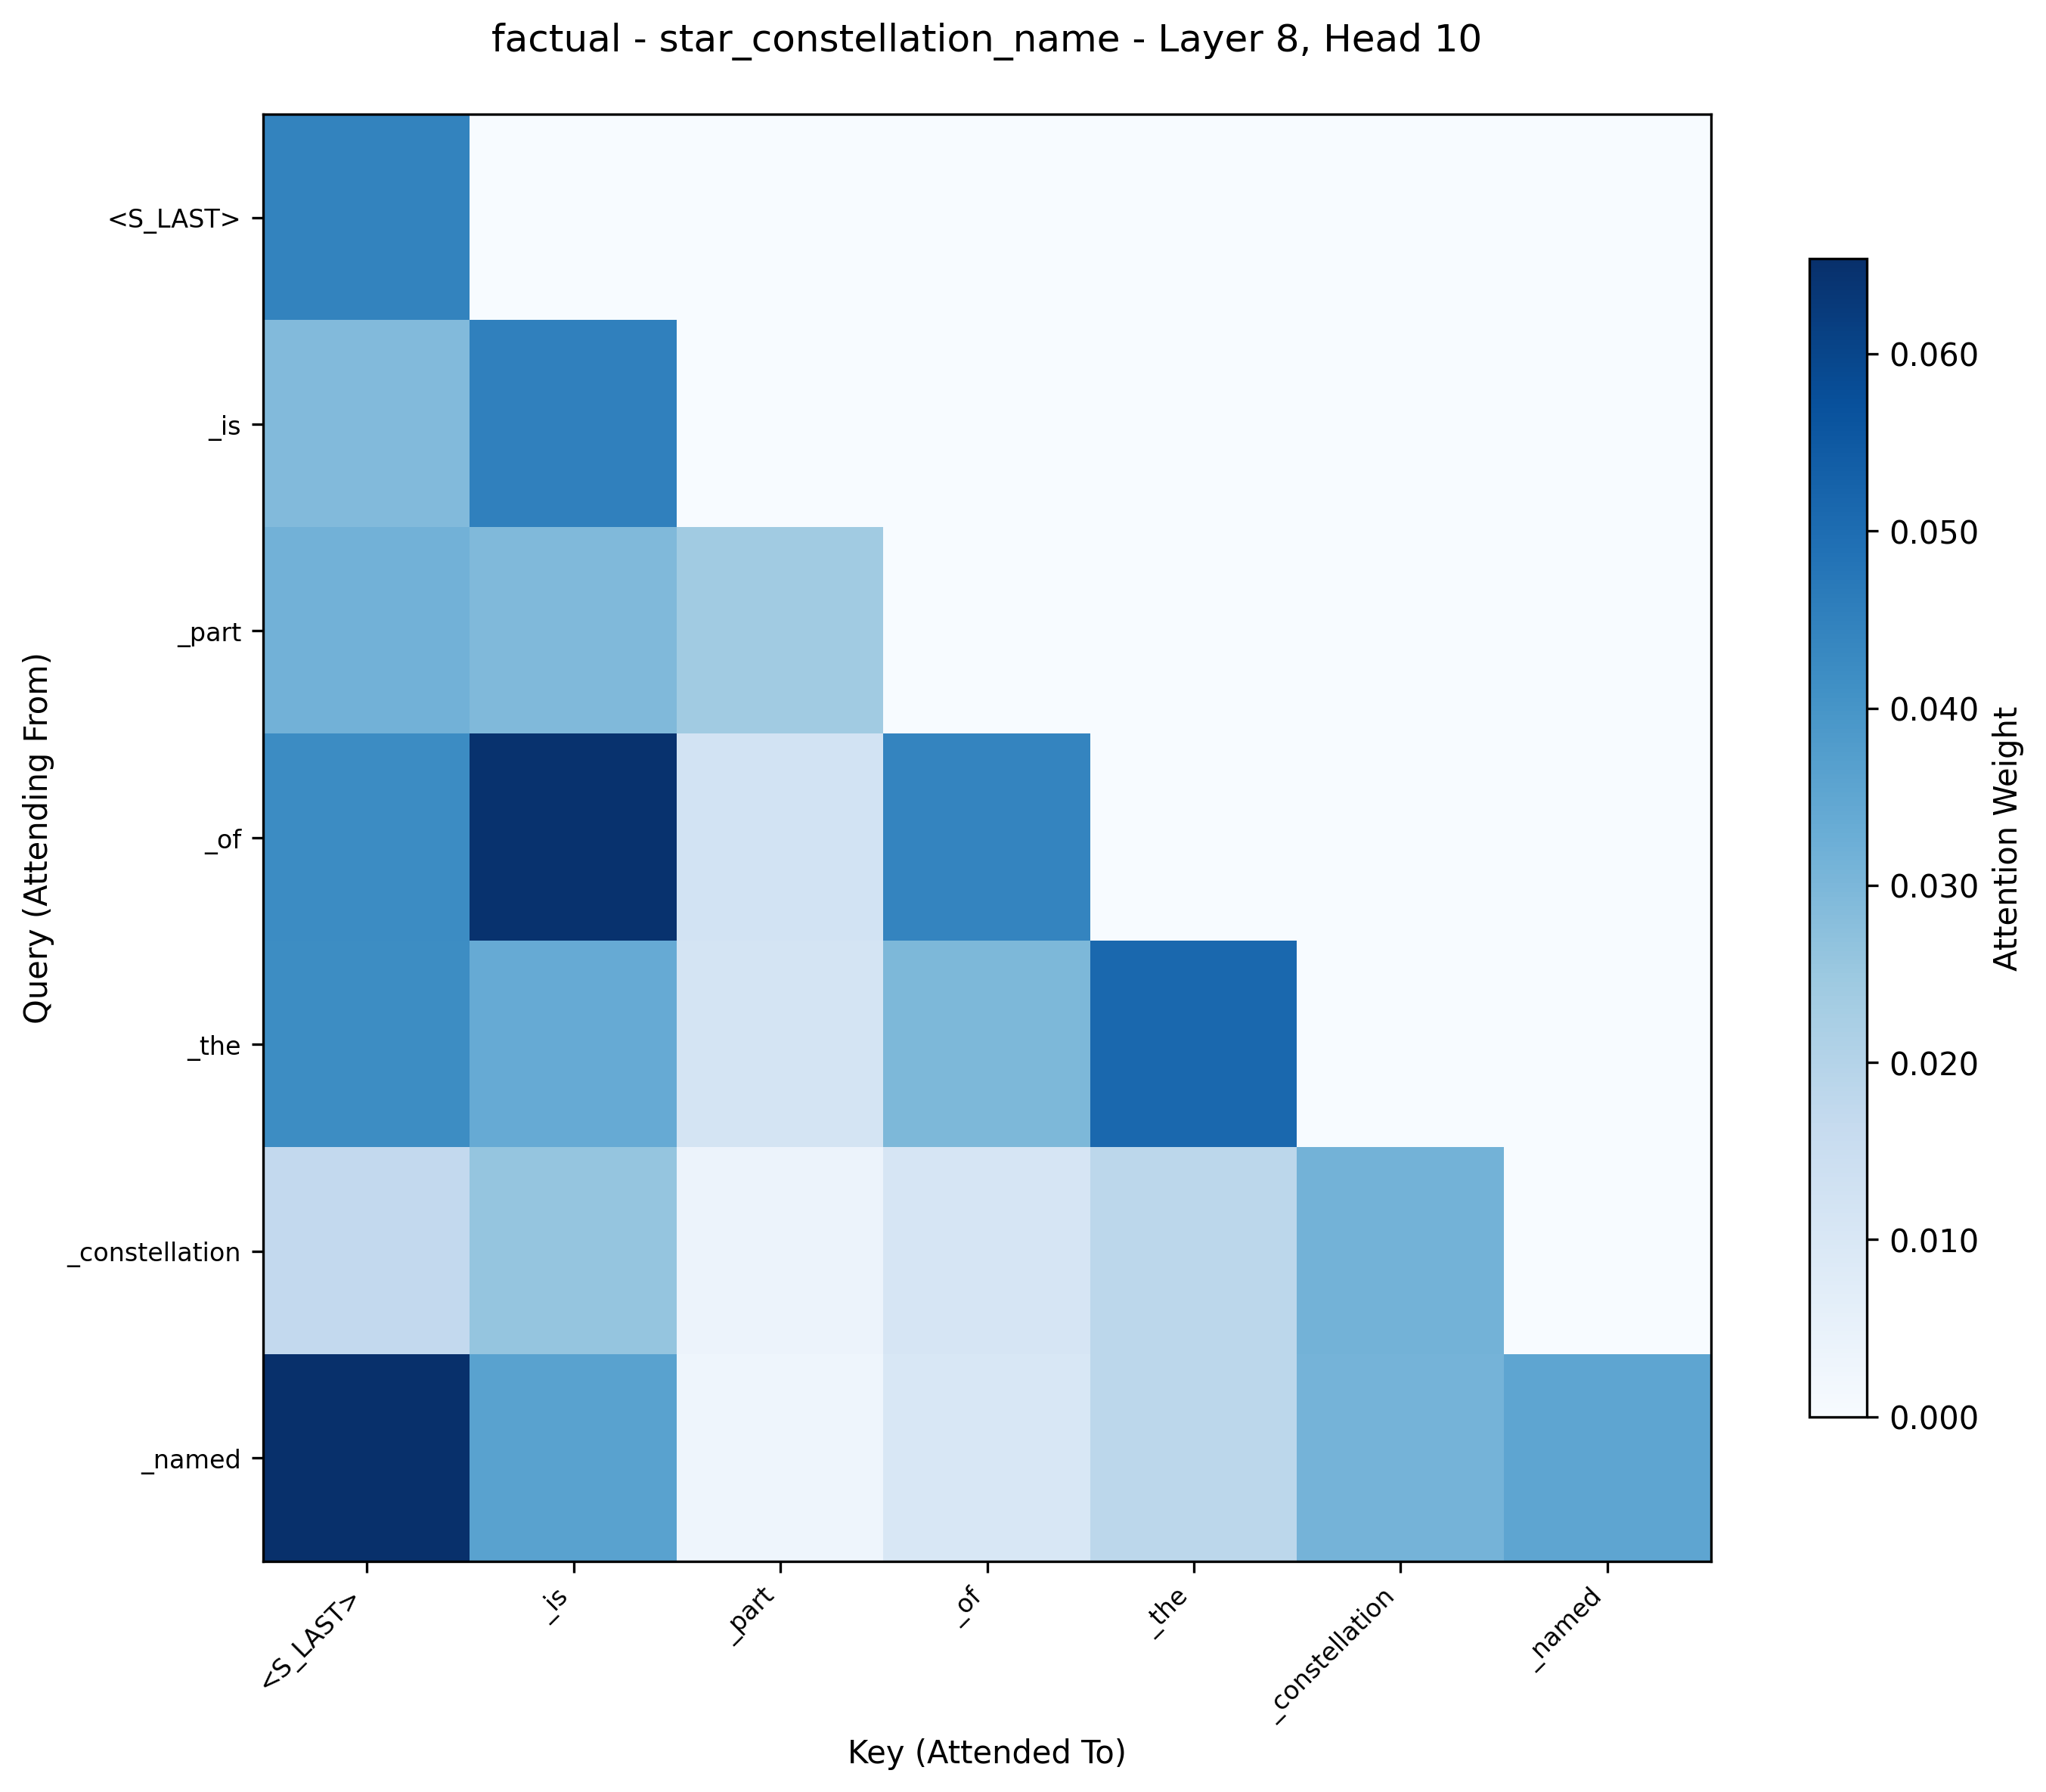 factual - star_constellation_name - Layer 8, Head 10
Query (Attending From)
<S_LAST>
_is
_part
_of
_the
_constellation
_named
<S_LAST>
_is
_part
_of
_the
_constellation
_named
Key (Attended To)
0.060
0.050
0.040
0.030
0.020
0.010
0.000
Attention Weight